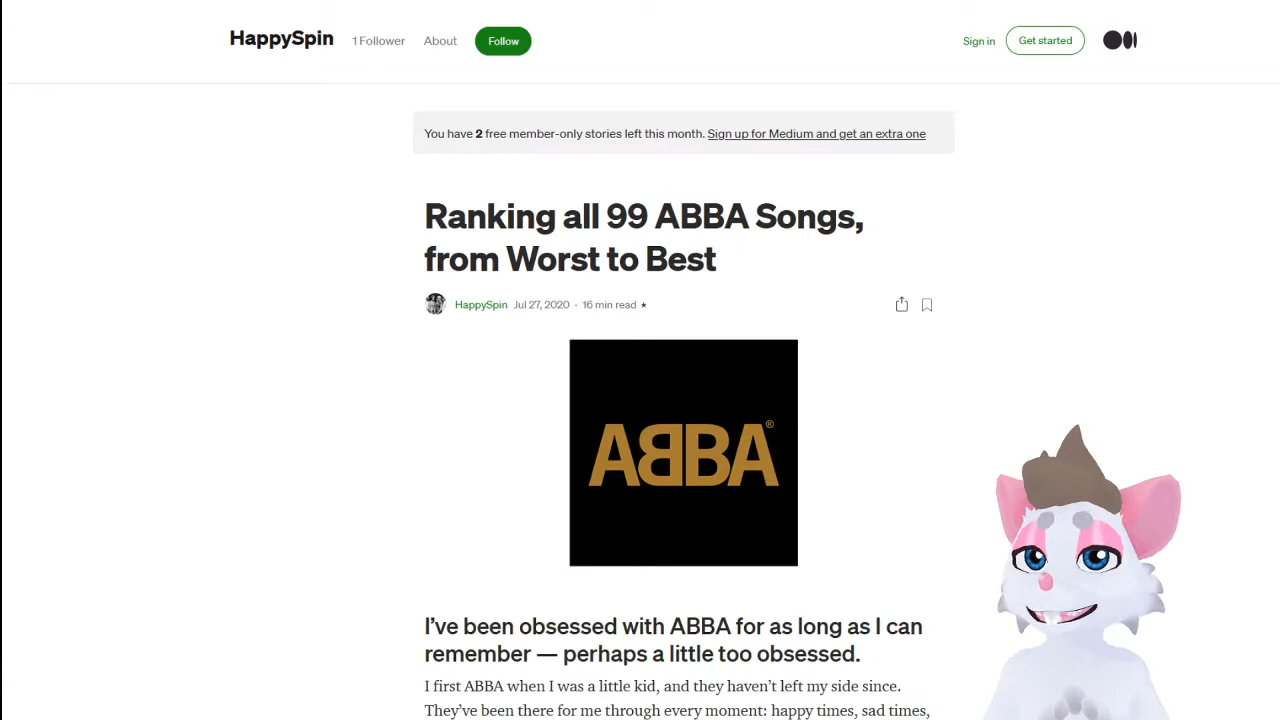 HappySpin
1 Follower
About
Follow
Sign in
Get started
You have 2 free member-only stories left this month. Sign up for Medium and get an extra one
Ranking all 99 ABBA Songs,
from Worst to Best
HappySpin Jul 27, 2020 · 16 min read ★
ABBA®
I’ve been obsessed with ABBA for as long as I can
remember — perhaps a little too obsessed.
I first ABBA when I was a little kid, and they haven’t left my side since.
They’ve been there for me through every moment: happy times, sad times,